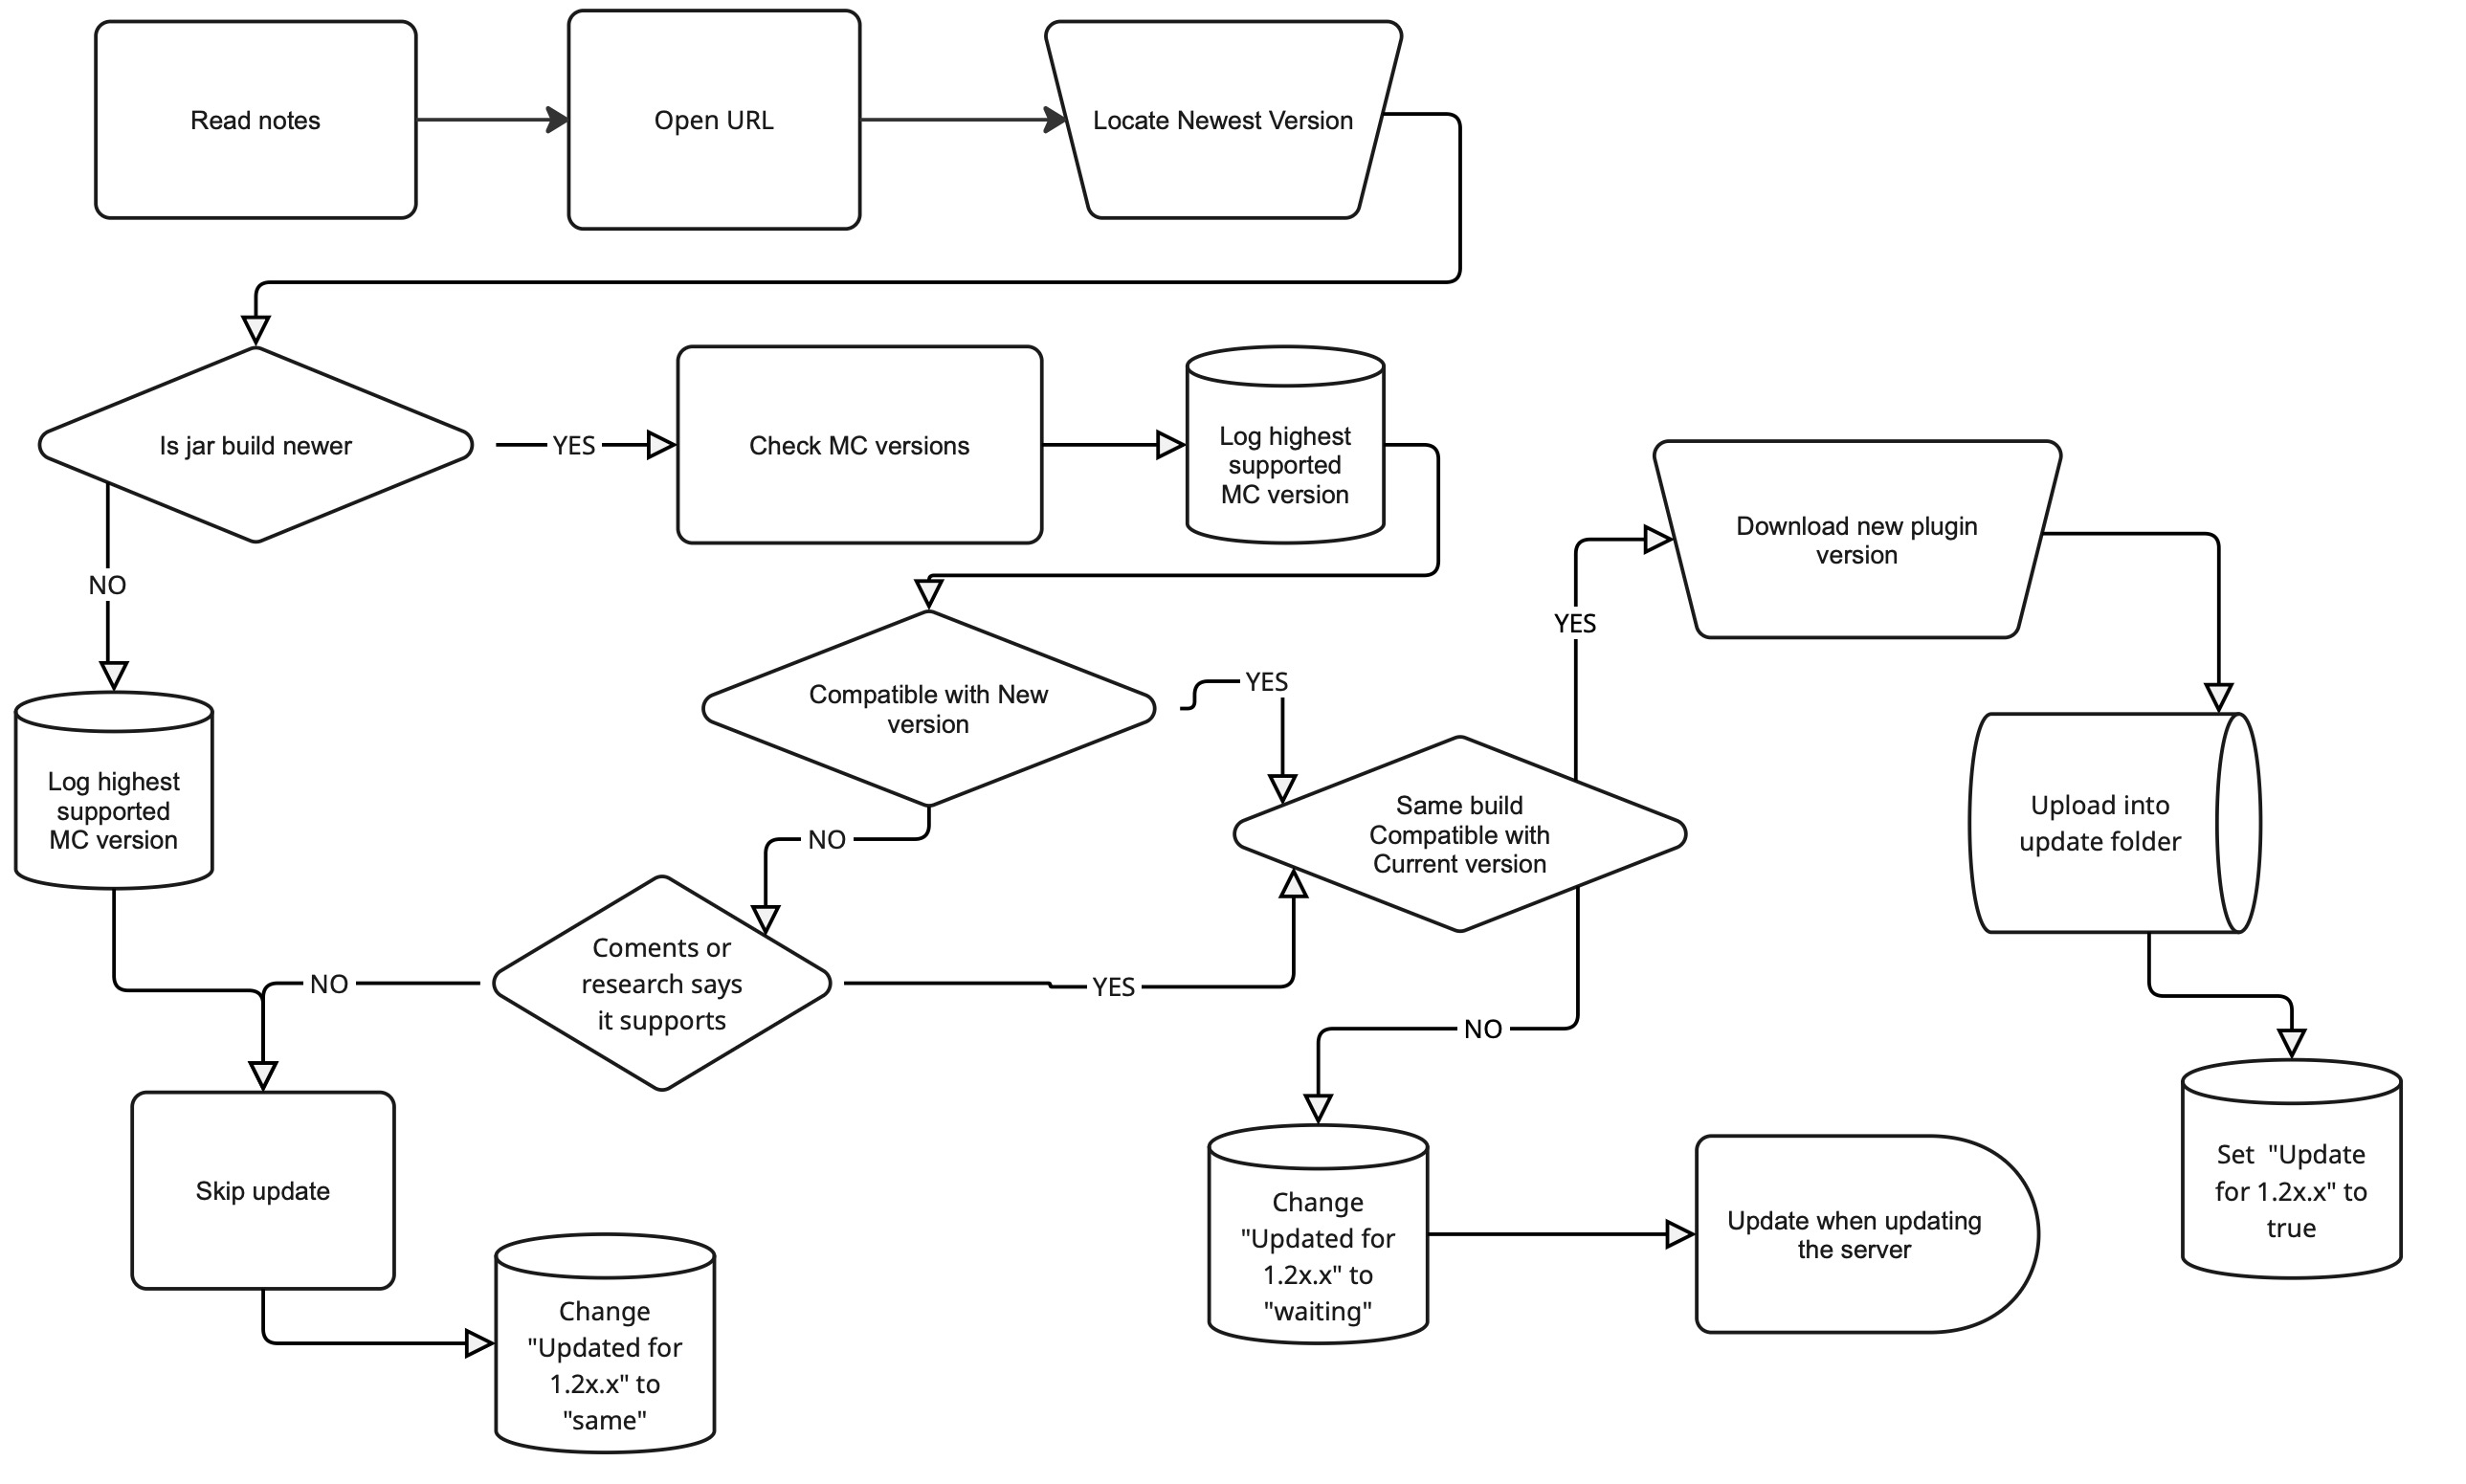 Read notes
Open URL
Locate Newest Version
Is jar build newer
YES
Check MC versions
Log highest
supported
MC version
NO
Log highest
supported
MC version
Compatible with New
version
YES
NO
Coments or
research says
it supports
NO
YES
Same build
Compatible with
Current version
YES
Download new plugin
version
Upload into
update folder
Set  "Update
for 1.2x.x" to
true
NO
Change
"Updated for
1.2x.x" to
"waiting"
Update when updating
the server
Skip update
Change
"Updated for
1.2x.x" to
"same"